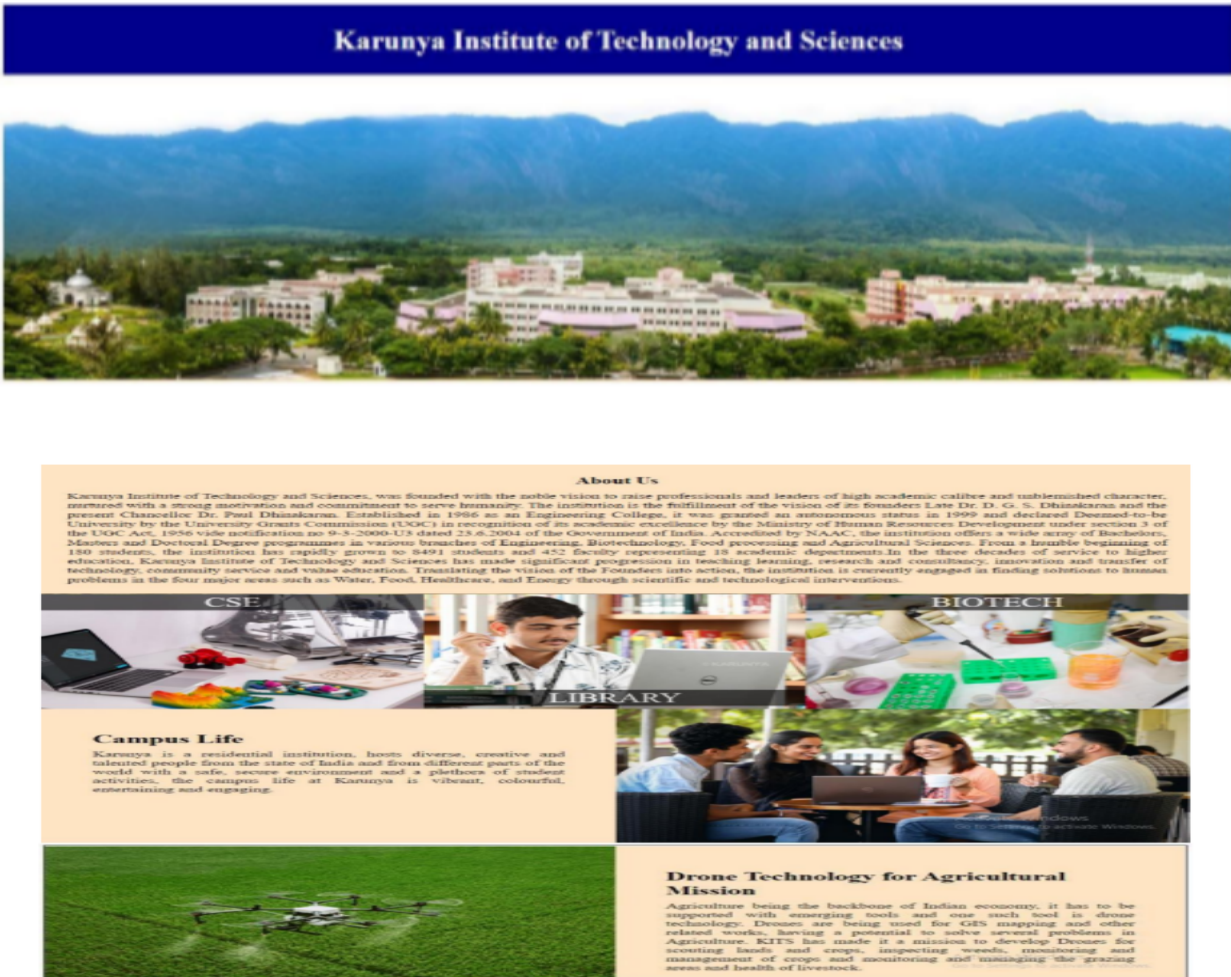 Karunya Institute of Technology and Sciences
About Us
Karunya Institute of Technology and Sciences, was founded with the noble vision to raise professionals and leaders of high academic calibre and unblemished character,
nurtured with a strong motivation and commitment to serve humanity. The institution is the fulfillment of the vision of its founders Late Dr. D. G. S. Dhinakaran and the
present Chancellor Dr. Paul Dhinakaran. Established in 1986 as an Engineering College, it was granted an autonomous status in 1999 and declared Deemed-to-be
University by the University Grants Commission (UGC) in recognition of its academic excellence by the Ministry of Human Resources Development under section 3 of
the UGC Act, 1956 vide notification no 9-3-2000-U3 dated 23.6.2004 of the Government of India. Accredited by NAAC, the institution offers a wide array of Bachelors,
Masters and Doctoral Degree programmes in various branches of Engineering, Biotechnology, Food processing and Agricultural Sciences. From a humble beginning of
180 students, the institution has rapidly grown to 8491 students and 452 faculty representing 18 academic departments.In the three decades of service to higher
education, Karunya Institute of Technology and Sciences has made significant progression in teaching learning, research and consultancy, innovation and transfer of
technology, community service and value education. Translating the vision of the Founders into action, the institution is currently engaged in finding solutions to human
problems in the four major areas such as Water, Food, Healthcare, and Energy through scientific and technological interventions.
CSE
LIBRARY
BIOTECH
Campus Life
Karunya is a residential institution, hosts diverse, creative and
talented people from the state of India and from different parts of the
world with a safe, secure environment and a plethora of student
activities, the campus life at Karunya is vibrant, colourful,
entertaining and engaging.
Go to Settings to activate Windows.
Drone Technology for Agricultural
Mission
Agriculture being the backbone of Indian economy, it has to be
supported with emerging tools and one such tool is drone
technology. Drones are being used for GIS mapping and other
related works, having a potential to solve several problems in
Agriculture. KITS has made it a mission to develop Drones for
scouting lands and crops, inspecting weeds, monitoring and
management of crops and monitoring and managing the grazing
areas and health of livestock.